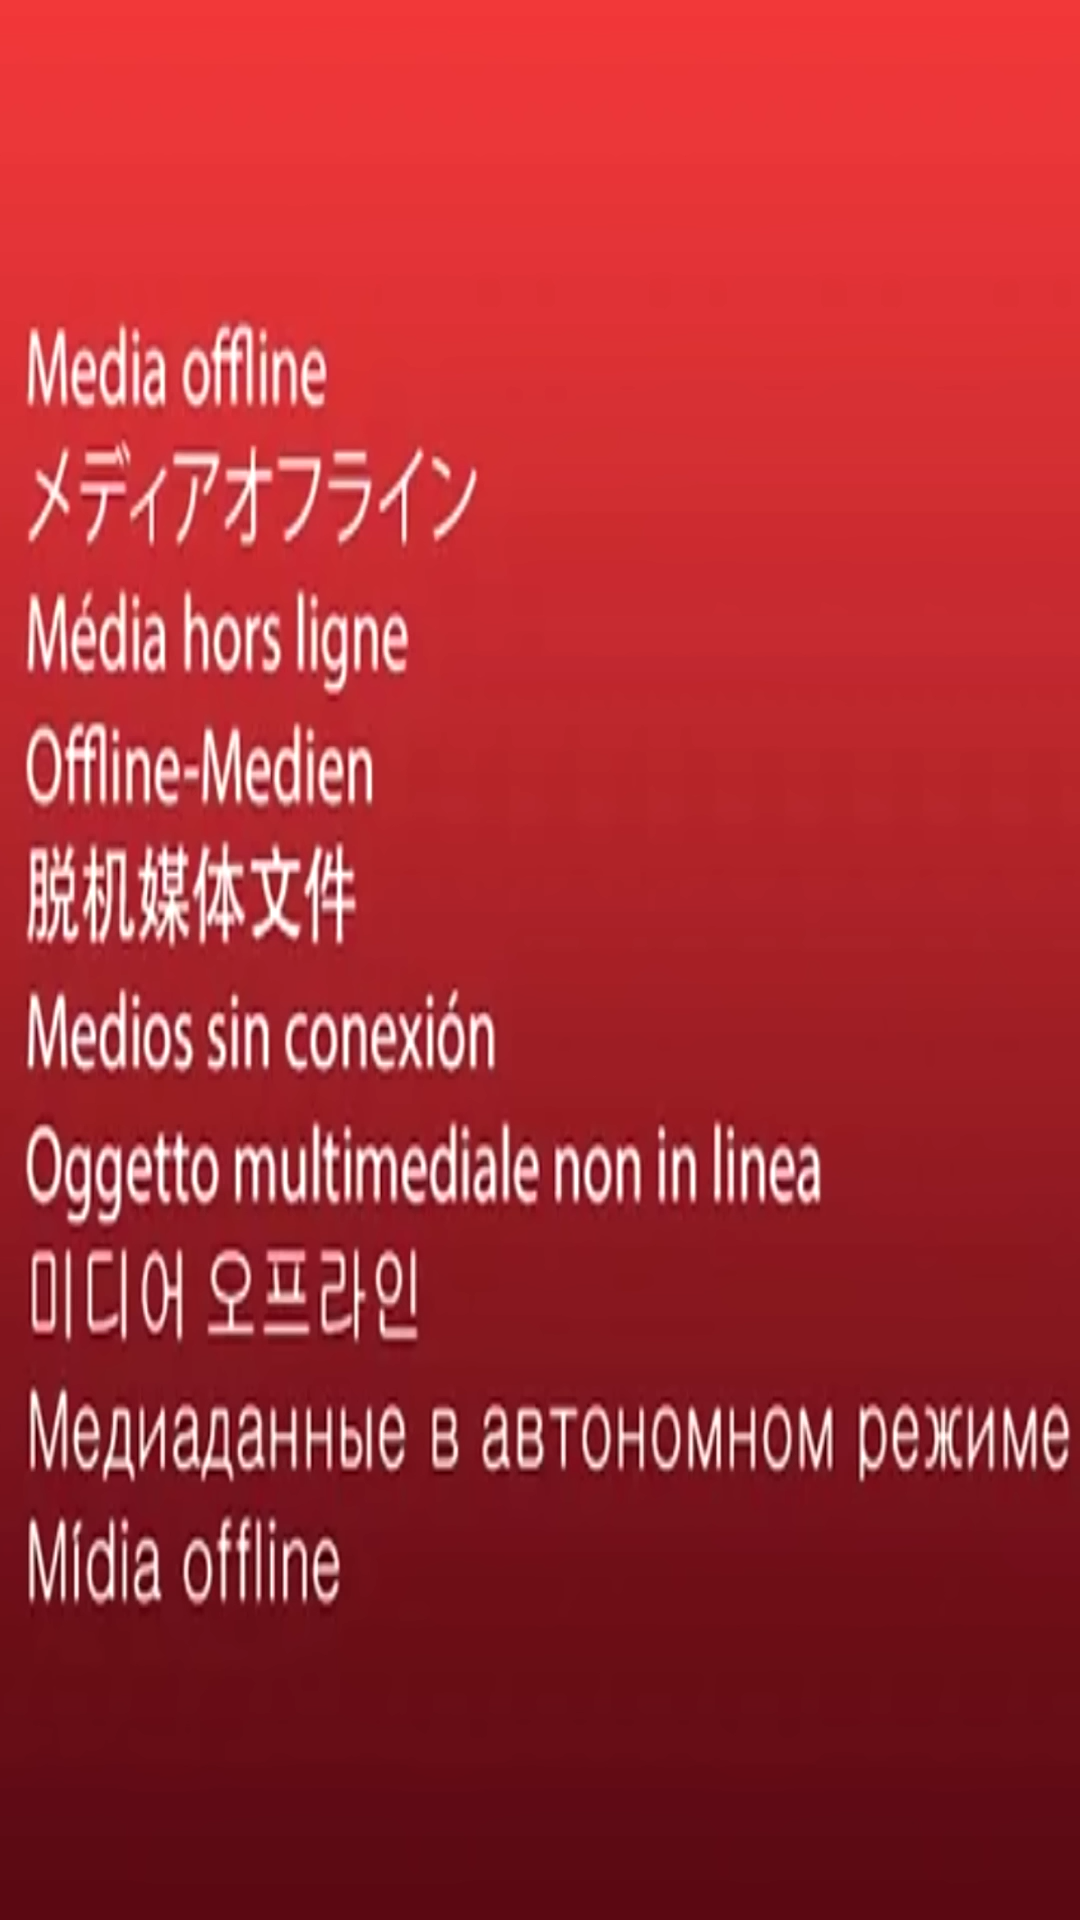 Media offline
メディアオフライン
Média hors ligne
Offline-Medien
脱机媒体文件
Medios sin conexión
Oggetto multimediale non in linea
미디어 오프라인
Медиаданные в автономном режиме
Mídia offline